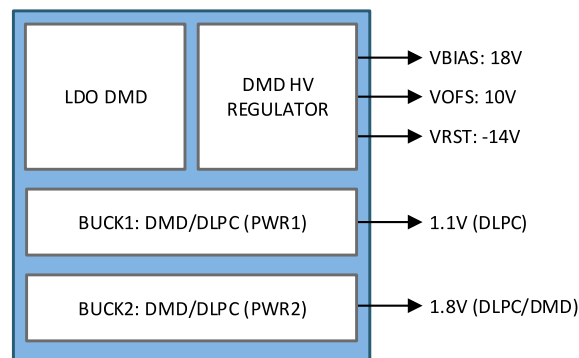 LDO DMD
DMD HV
REGULATOR
VBIAS: 18V
VOFS: 10V
VRST: -14V
BUCK1: DMD/DLPC (PWR1)
1.1V (DLPC)
BUCK2: DMD/DLPC (PWR2)
1.8V (DLPC/DMD)